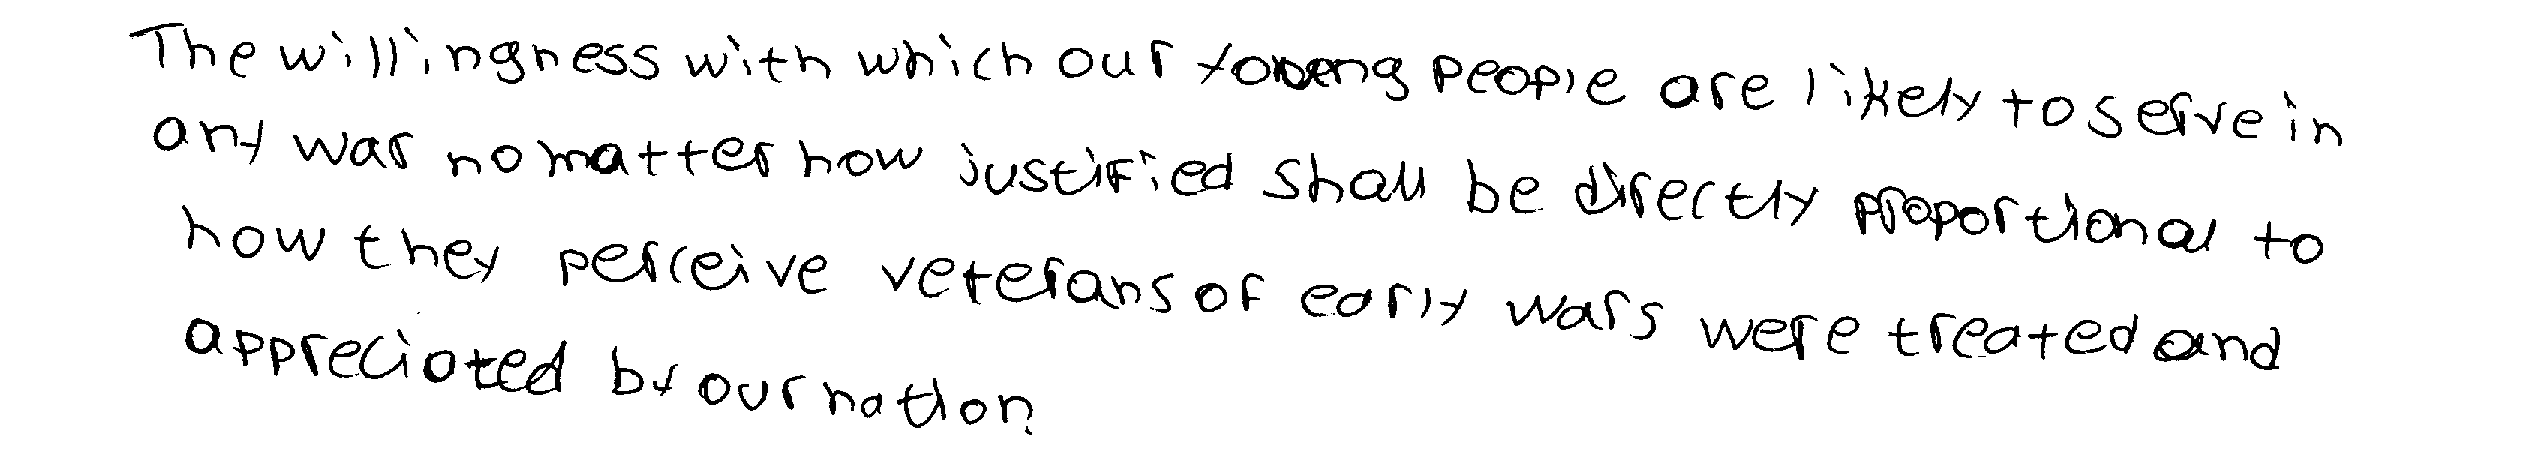 The willingness with which our young people are likely to serve in
any war no matter how justified shall be directly proportional to
how they perceive veterans of early wars were treated and
appreciated by our nation